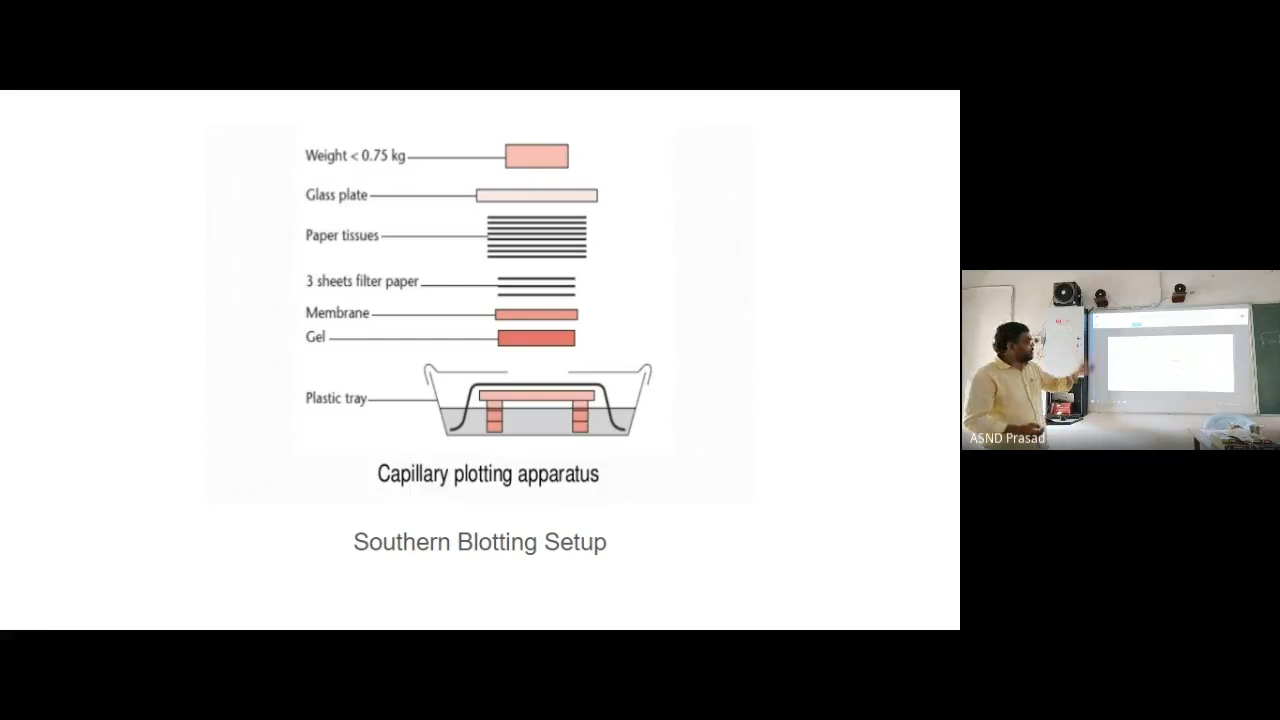 Weight < 0.75 kg
Glass plate
Paper tissues
3 sheets filter paper
Membrane
Gel
Plastic tray
Capillary plotting apparatus
Southern Blotting Setup
ASND Prasad